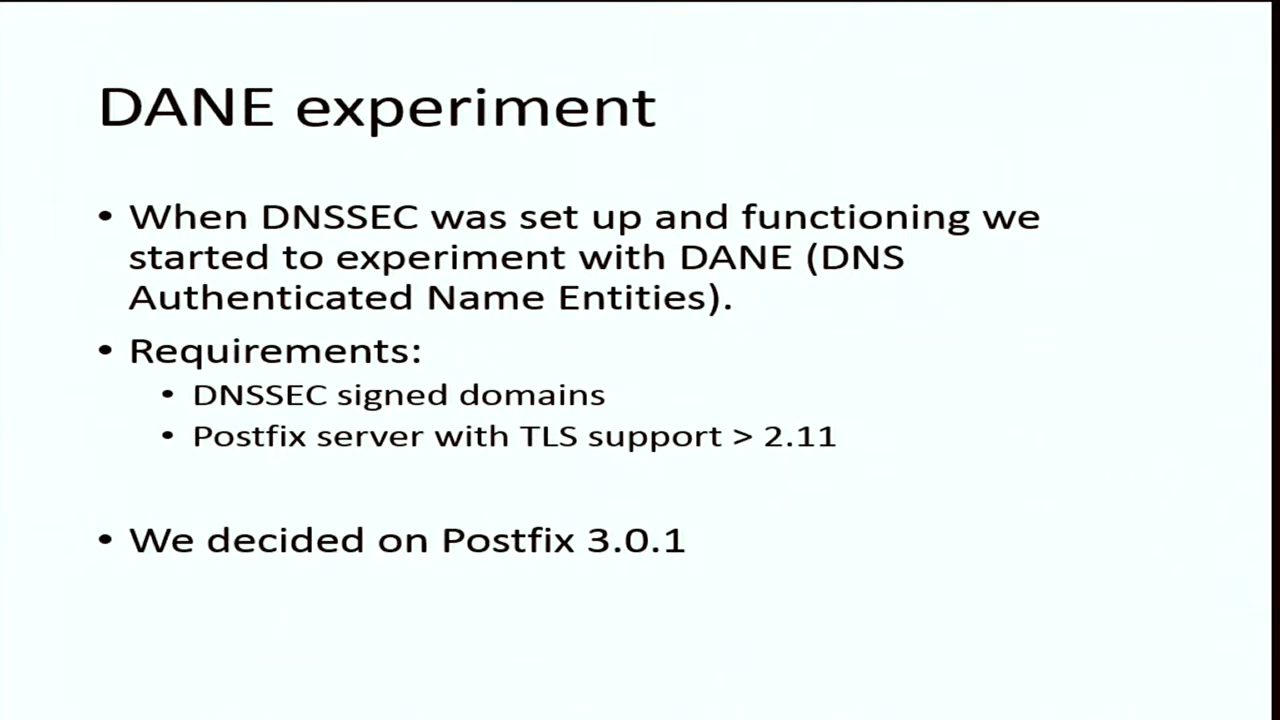 DANE experiment
• When DNSSEC was set up and functioning we
started to experiment with DANE (DNS
Authenticated Name Entities).
• Requirements:
• DNSSEC signed domains
• Postfix server with TLS support > 2.11
• We decided on Postfix 3.0.1